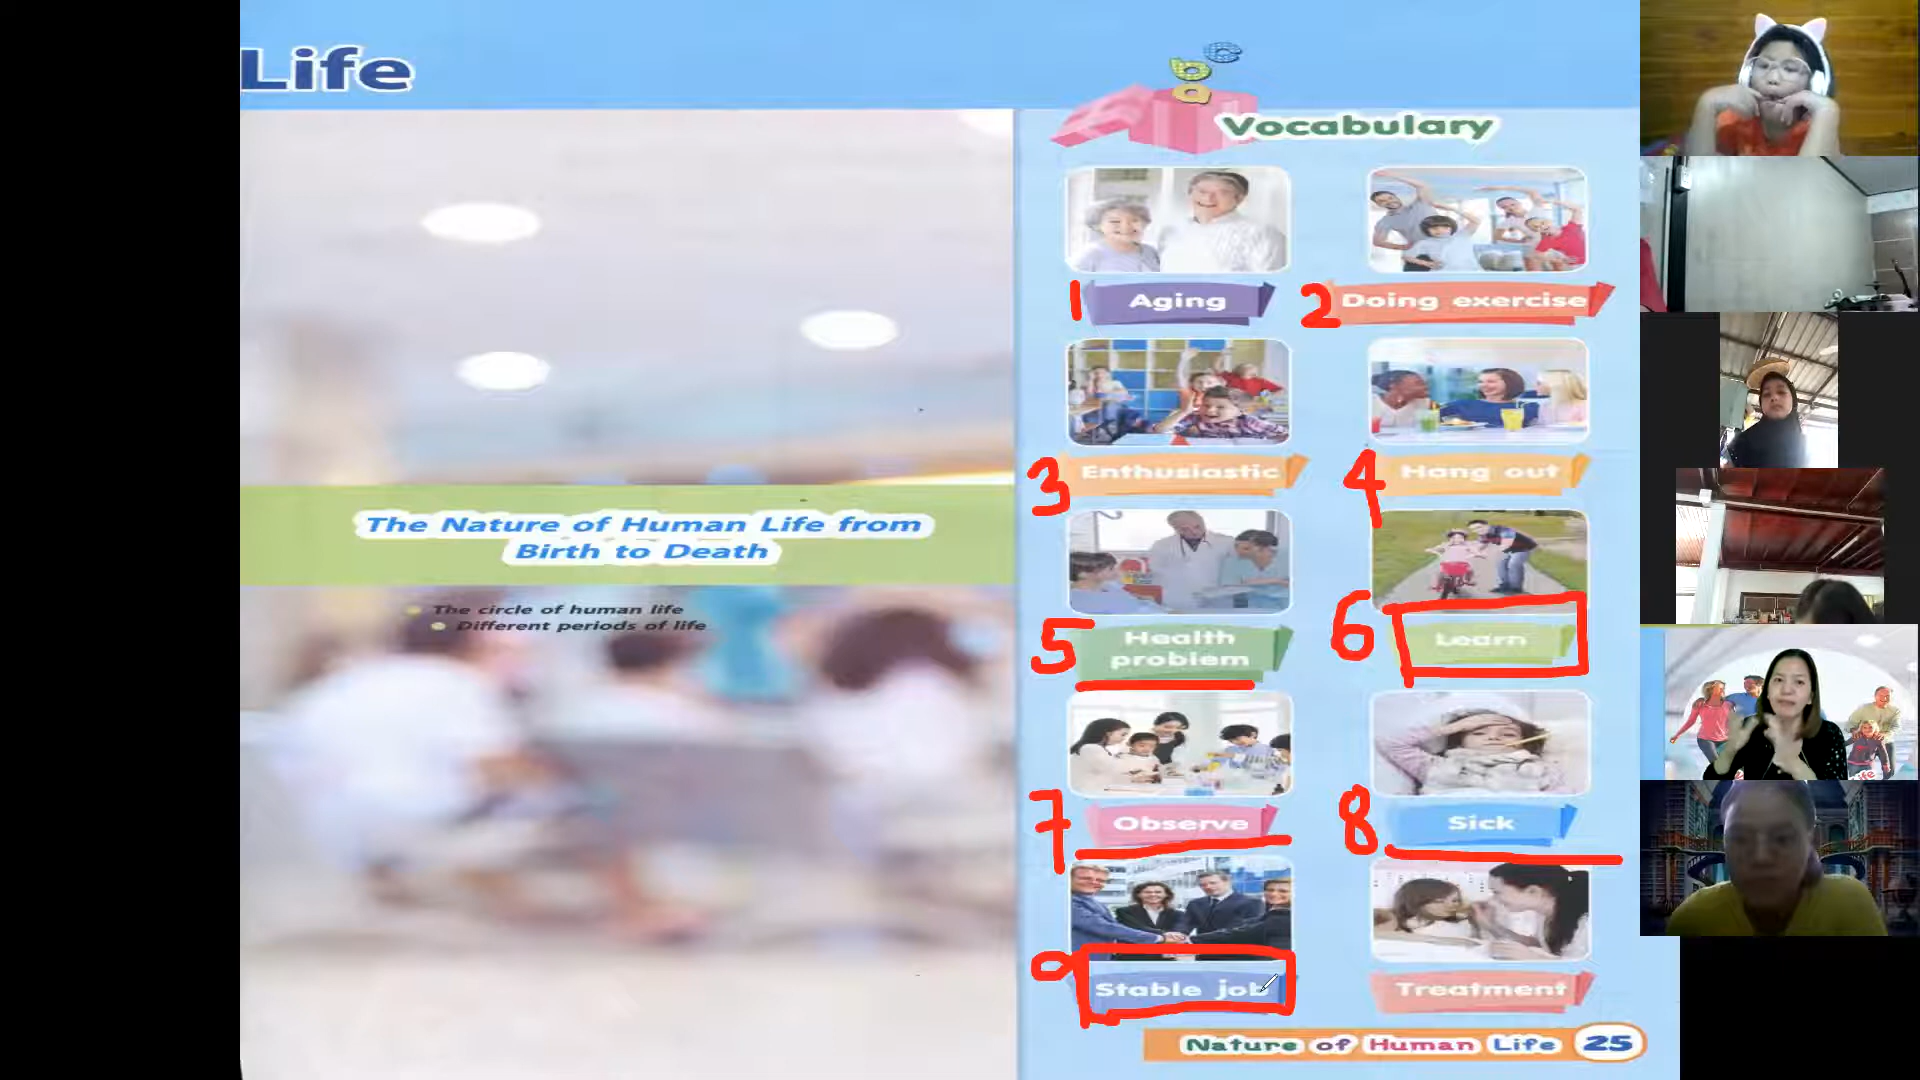 Life
The Nature of Human Life from
Birth to Death
The circle of human life
Different periods of life
a b c
Vocabulary
1 Aging
2 Doing exercise
3 Enthusiastic
4 Hang out
5 Health
problem
6 Learn
7 Observe
8 Sick
9 Stable job
Treatment
Nature of Human Life 25